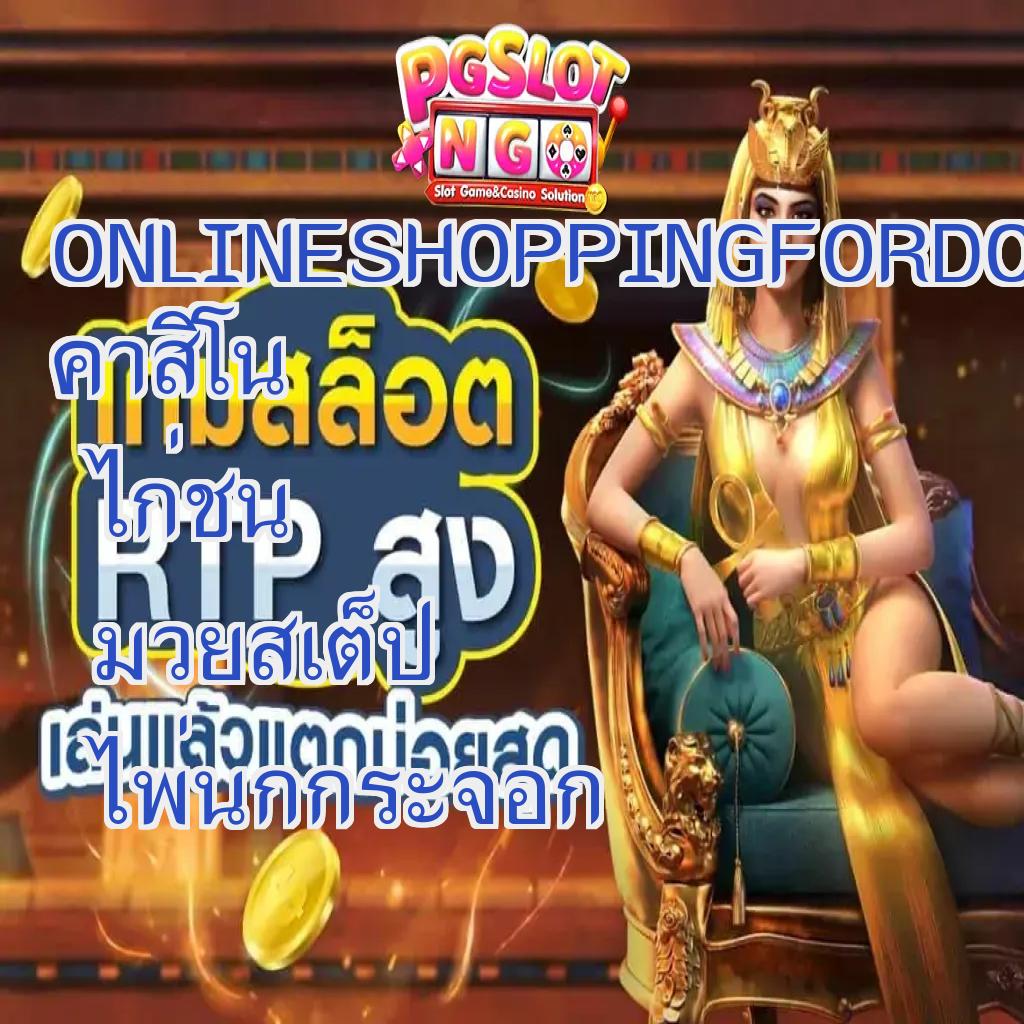 PGSLOT
NGO
Slot Game&Casino Solution
ONLINESHOPPINGFORDO
คาสิโน
เกมสล็อต
ไก่ชน
RTP สูง
มวยสเต็ป
เล่นแล้วแตกบ่อยสุด
ไพ่นกกระจอก